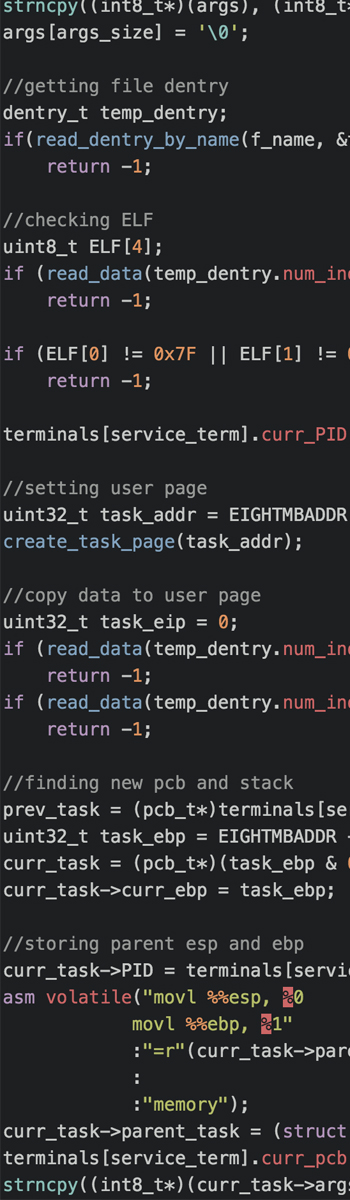 strncpy((int8_t*)(args), (int8_t*
args[args_size] = '\0';
//getting file dentry
dentry_t temp_dentry;
if(read_dentry_by_name(f_name, &
return -1;
//checking ELF
uint8_t ELF[4];
if (read_data(temp_dentry.num_in
return -1;
if (ELF[0] != 0x7F || ELF[1] != 0
return -1;
terminals[service_term].curr_PID
//setting user page
uint32_t task_addr = EIGHTMBADDR
create_task_page(task_addr);
//copy data to user page
uint32_t task_eip = 0;
if (read_data(temp_dentry.num_in
return -1;
if (read_data(temp_dentry.num_in
return -1;
//finding new pcb and stack
prev_task = (pcb_t*)terminals[se
uint32_t task_ebp = EIGHTMBADDR -
curr_task = (pcb_t*)(task_ebp & 
curr_task->curr_ebp = task_ebp;
//storing parent esp and ebp
curr_task->PID = terminals[servi
asm volatile("movl %%esp, %0
movl %%ebp, %1"
:"=r"(curr_task->par
:
:"memory");
curr_task->parent_task = (struct
terminals[service_term].curr_pcb
strncpy((int8_t*)(curr_task->arg